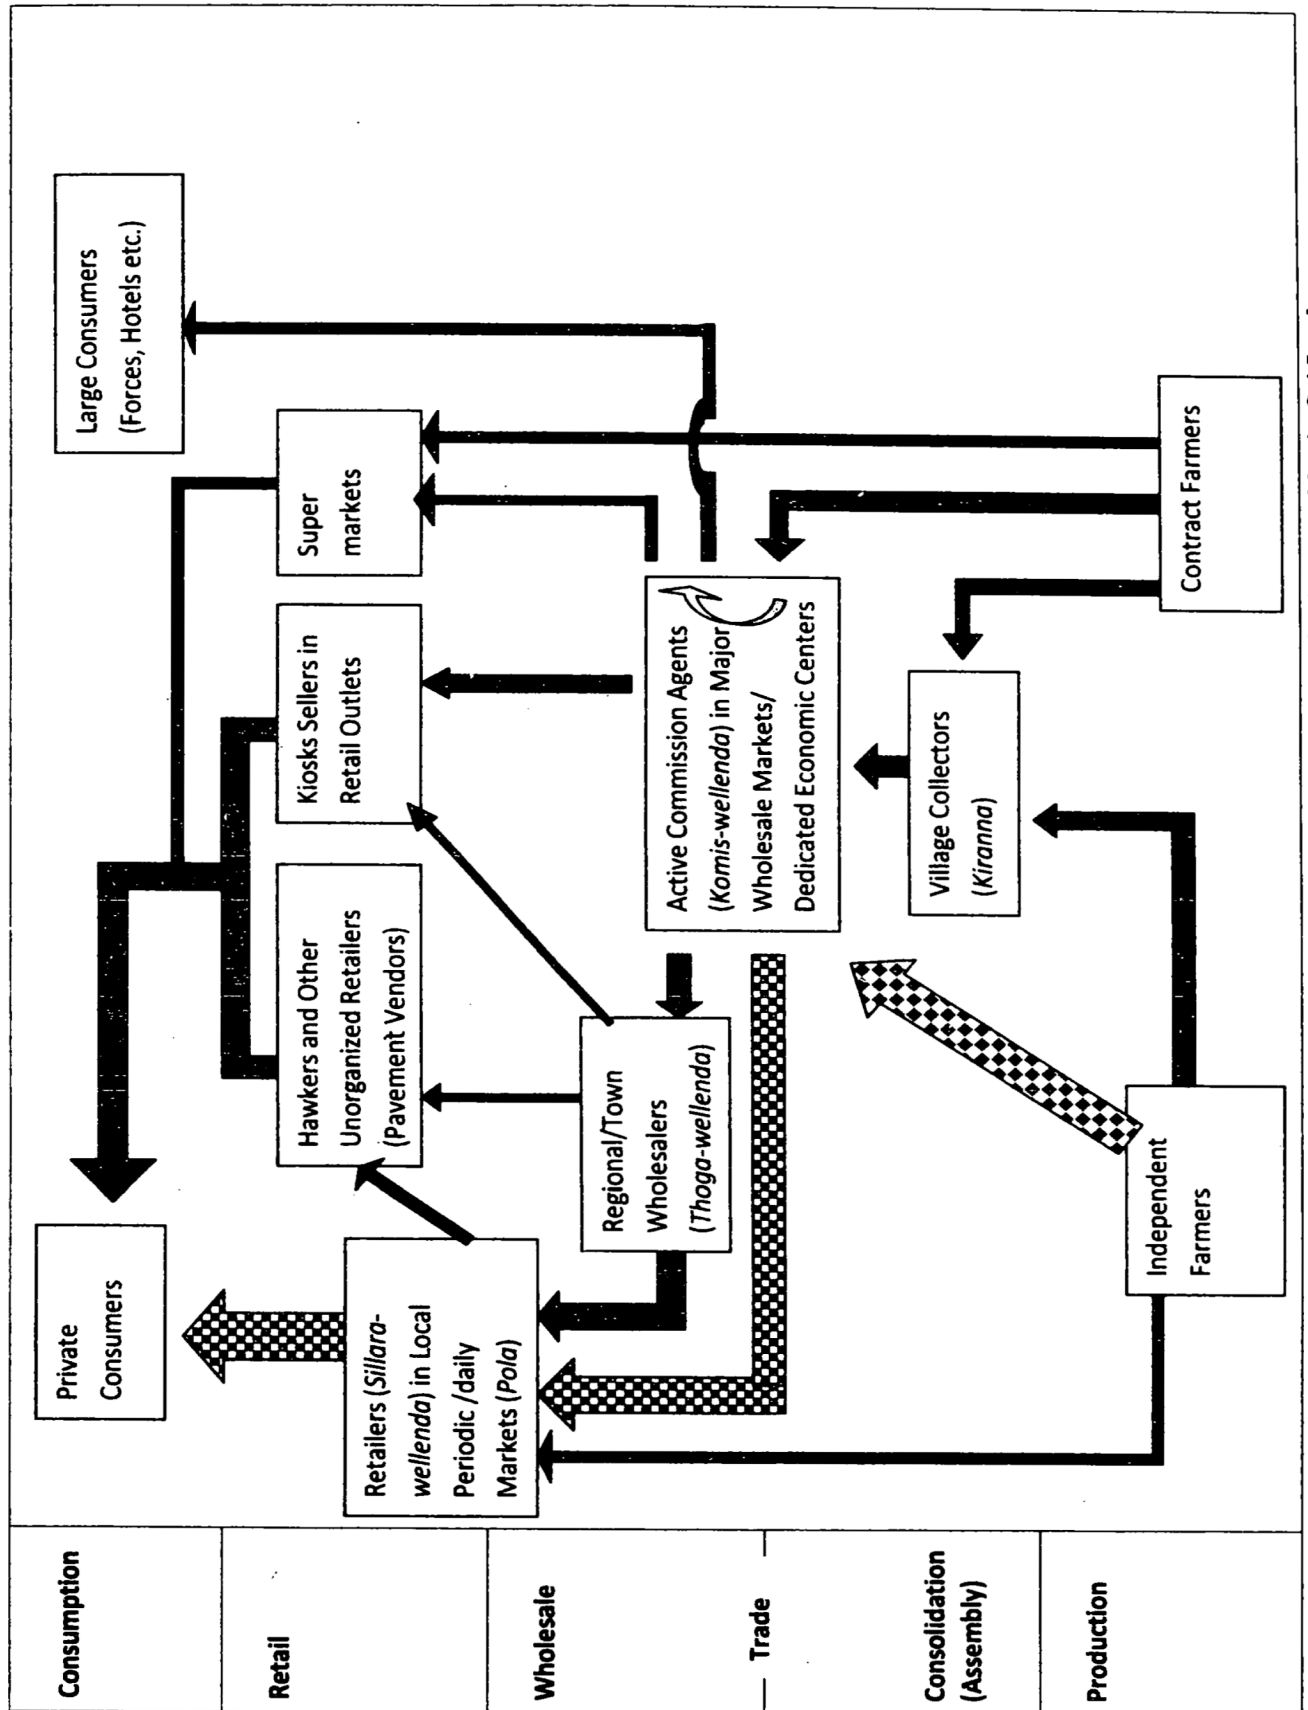 Consumption
Private
Consumers
Large Consumers
(Forces, Hotels etc.)
Retail
Retailers (Sillara-
wellenda) in Local
Periodic /daily
Markets (Pola)
Hawkers and Other
Unorganized Retailers
(Pavement Vendors)
Kiosks Sellers in
Retail Outlets
Super
markets
Wholesale
Regional/Town
Wholesalers
(Thoga-wellenda)
Active Commission Agents
(Komis-wellenda) in Major
Wholesale Markets/
Dedicated Economic Centers
Trade
Consolidation
(Assembly)
Village Collectors
(Kiranna)
Production
Independent
Farmers
Contract Farmers